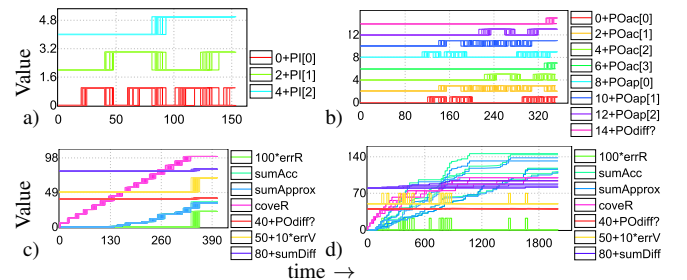 a)
Value
4.8
3.2
1.6
0.0
0
50
100
150
0+PI[0]
2+PI[1]
4+PI[2]
b)
12
8
4
0
0
80
160
240
320
0+POac[0]
2+POac[1]
4+POac[2]
6+POac[3]
8+POap[0]
10+POap[1]
12+POap[2]
14+POdiff?
c)
Value
98
49
0
0
130
260
390
100*errR
sumAcc
sumApprox
coveR
40+POdiff?
50+10*errV
80+sumDiff
d)
140
70
0
0
600
1200
1800
100*errR
sumAcc
sumApprox
coveR
40+POdiff?
50+10*errV
80+sumDiff
time →